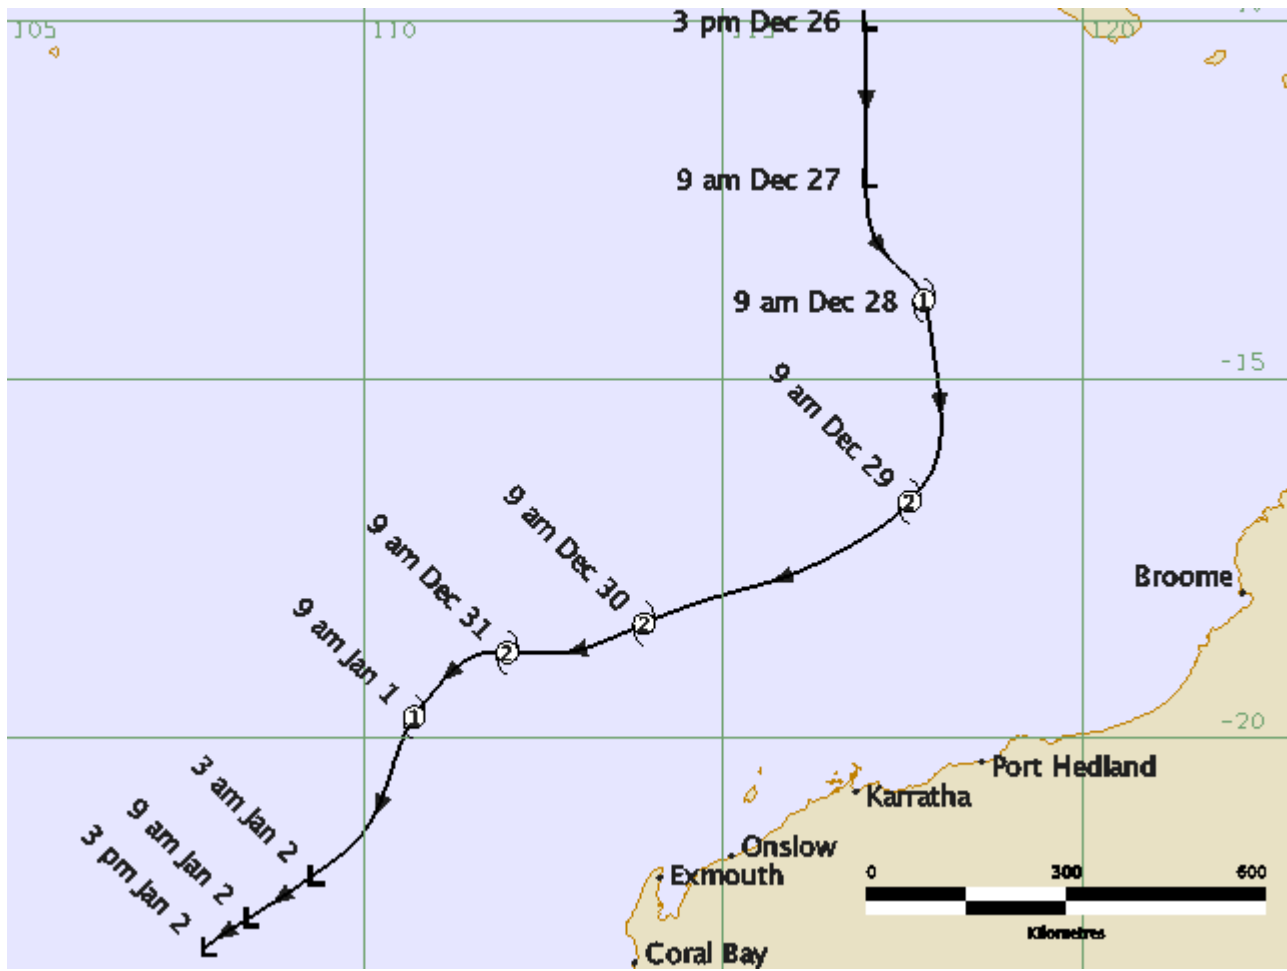 105
110
3 pm Dec 26
120
9 am Dec 27
9 am Dec 28
-15
9 am Dec 29
9 am Dec 30
9 am Dec 31
9 am Jan 1
1
2
2
2
1
Broome
-20
Port Hedland
Karratha
3 am Jan 2
9 am Jan 2
3 pm Jan 2
Onslow
Exmouth
Coral Bay
0 300 600
Kilometres